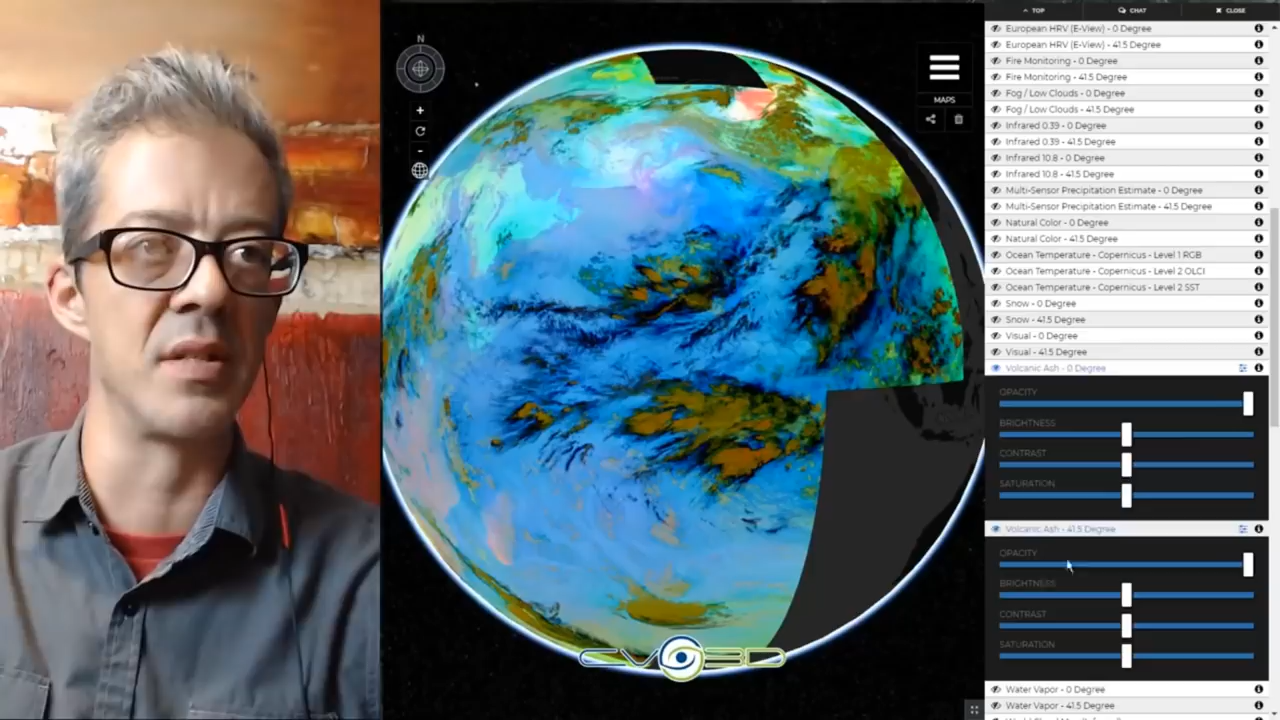 TOP CHAT CLOSE
N
MAPS
European HRV (E-View) - 0 Degree
European HRV (E-View) - 41.5 Degree
Fire Monitoring - 0 Degree
Fire Monitoring - 41.5 Degree
Fog / Low Clouds - 0 Degree
Fog / Low Clouds - 41.5 Degree
Infrared 0.39 - 0 Degree
Infrared 0.39 - 41.5 Degree
Infrared 10.8 - 0 Degree
Infrared 10.8 - 41.5 Degree
Multi-Sensor Precipitation Estimate - 0 Degree
Multi-Sensor Precipitation Estimate - 41.5 Degree
Natural Color - 0 Degree
Natural Color - 41.5 Degree
Ocean Temperature - Copernicus - Level 1 RGB
Ocean Temperature - Copernicus - Level 2 OLCI
Ocean Temperature - Copernicus - Level 2 SST
Snow - 0 Degree
Snow - 41.5 Degree
Visual - 0 Degree
Visual - 41.5 Degree
Volcanic Ash - 0 Degree
OPACITY
BRIGHTNESS
CONTRAST
SATURATION
Volcanic Ash - 41.5 Degree
OPACITY
BRIGHTNESS
CONTRAST
SATURATION
Water Vapor - 0 Degree
Water Vapor - 41.5 Degree